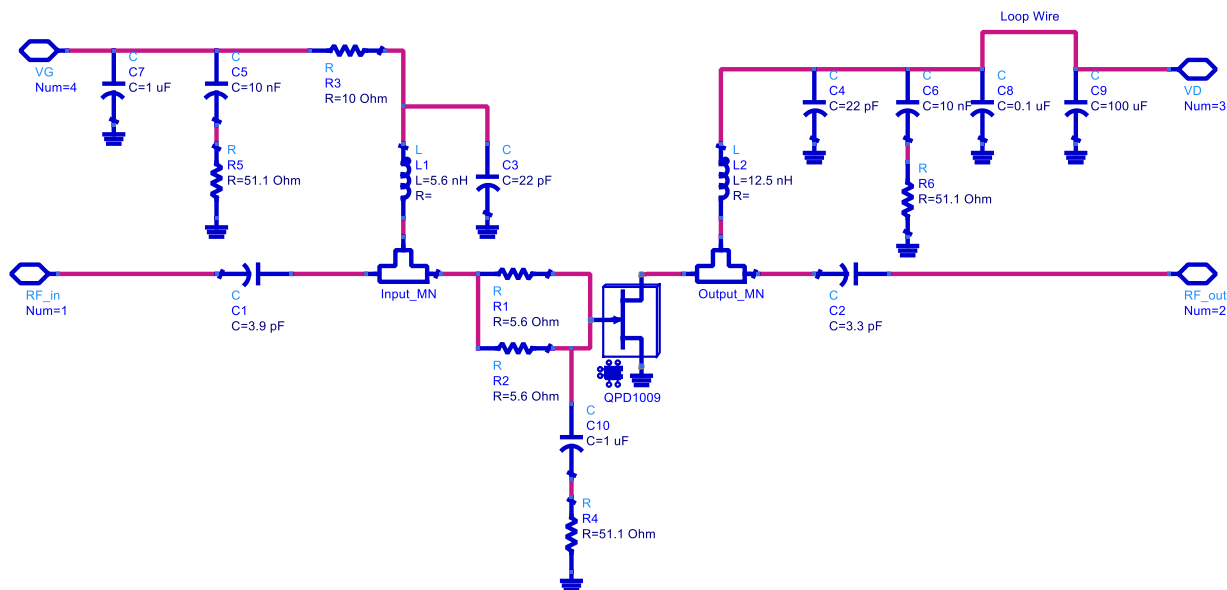 Loop Wire
VG
Num=4
C
C7
C=1 uF
C
C5
C=10 nF
R
R3
R=10 Ohm
C
C4
C=22 pF
C
C6
C=10 nF
C
C8
C=0.1 uF
C
C9
C=100 uF
VD
Num=3
R
R5
R=51.1 Ohm
L
L1
L=5.6 nH
R=
C
C3
C=22 pF
L
L2
L=12.5 nH
R=
R
R6
R=51.1 Ohm
RF_in
Num=1
C
C1
C=3.9 pF
Input_MN
R
R1
R=5.6 Ohm
R
R2
R=5.6 Ohm
QPD1009
Output_MN
C
C2
C=3.3 pF
RF_out
Num=2
C
C10
C=1 uF
R
R4
R=51.1 Ohm